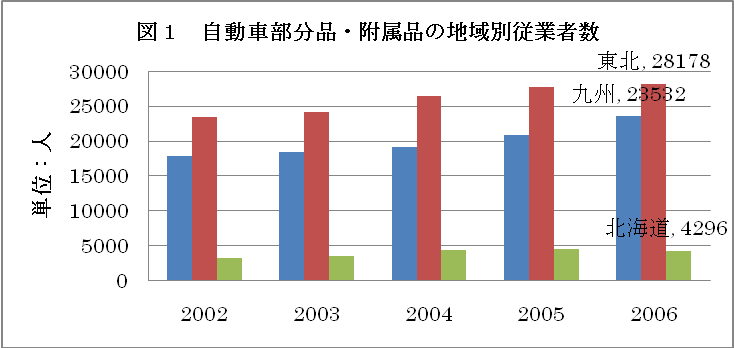 図１　自動車部分品・附属品の地域別従業者数
単位：人
30000
25000
20000
15000
10000
5000
0
東北, 28178
九州, 23532
北海道, 4296
2002 2003 2004 2005 2006